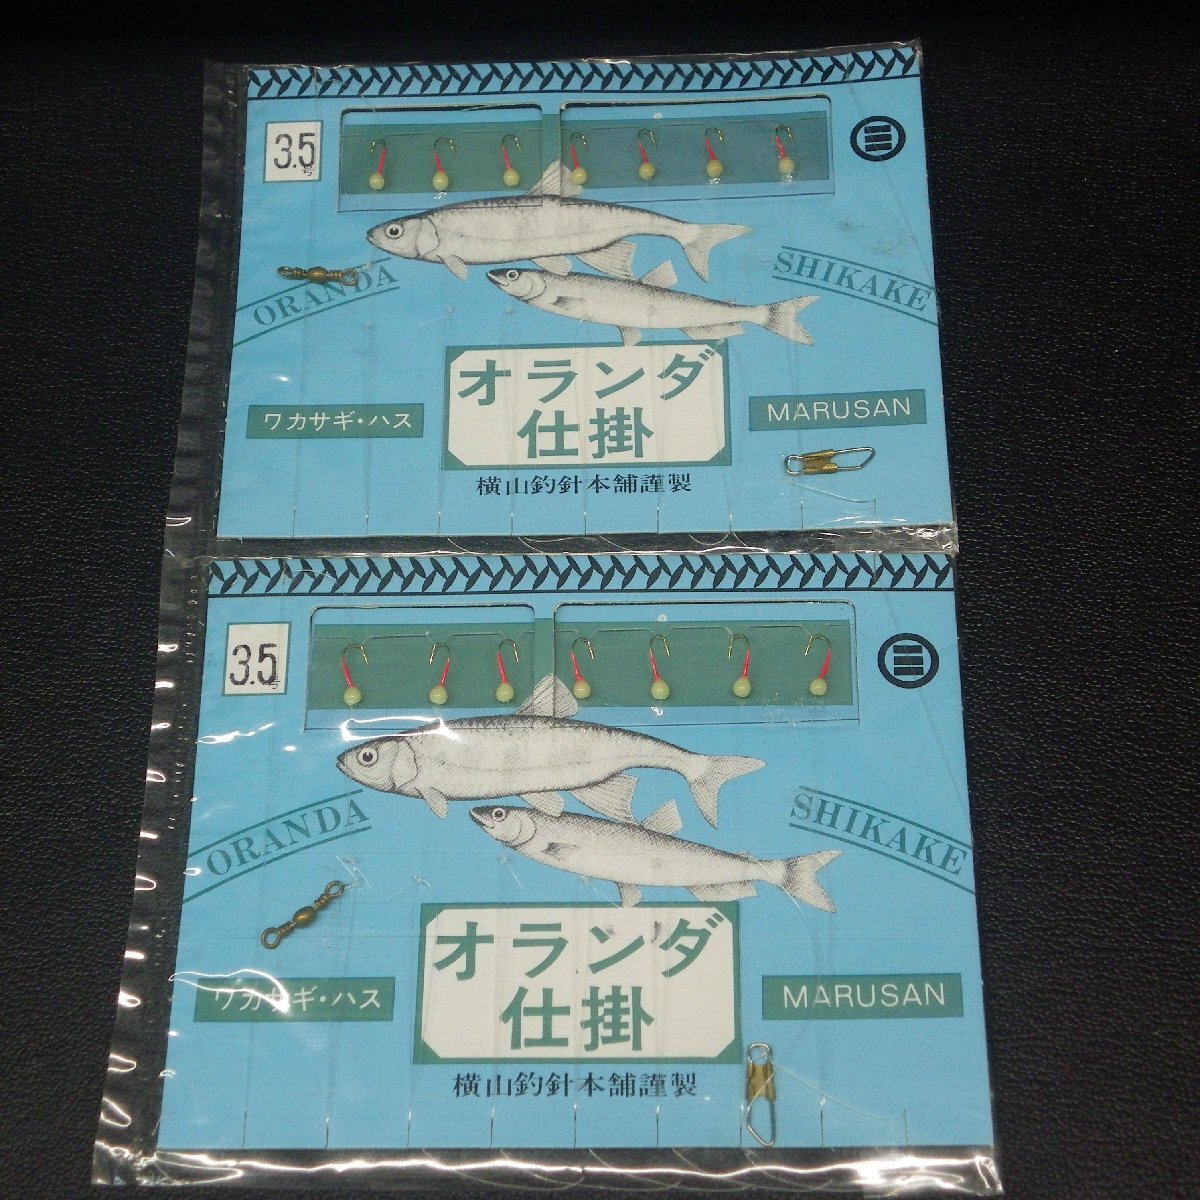 3.5号
ORANDA
SHIKAKE
オランダ
仕掛
ワカサギ・ハス
MARUSAN
横山釣針本舗謹製
3.5号
ORANDA
SHIKAKE
オランダ
仕掛
ワカサギ・ハス
MARUSAN
横山釣針本舗謹製